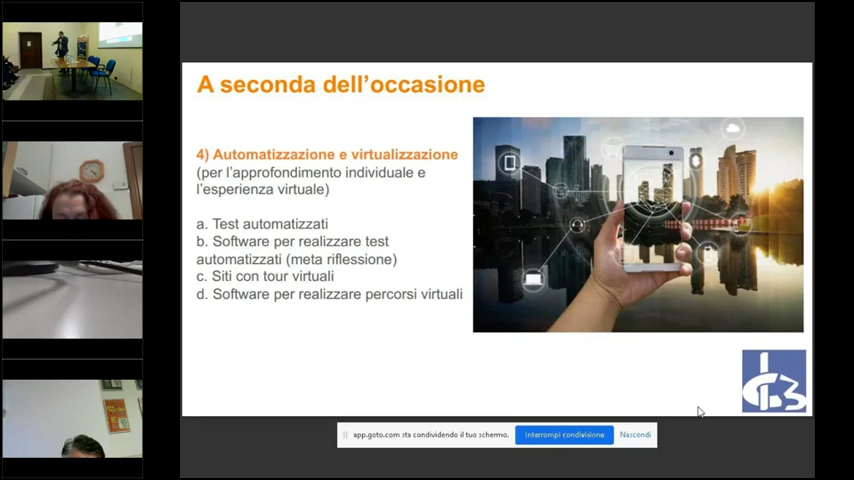 A seconda dell'occasione
4) Automatizzazione e virtualizzazione
(per l'approfondimento individuale e
l'esperienza virtuale)
a. Test automatizzati
b. Software per realizzare test
automatizzati (meta riflessione)
c. Siti con tour virtuali
d. Software per realizzare percorsi virtuali
app.goto.com sta condividendo il tuo schermo.
Interrompi condivisione
Nascondi